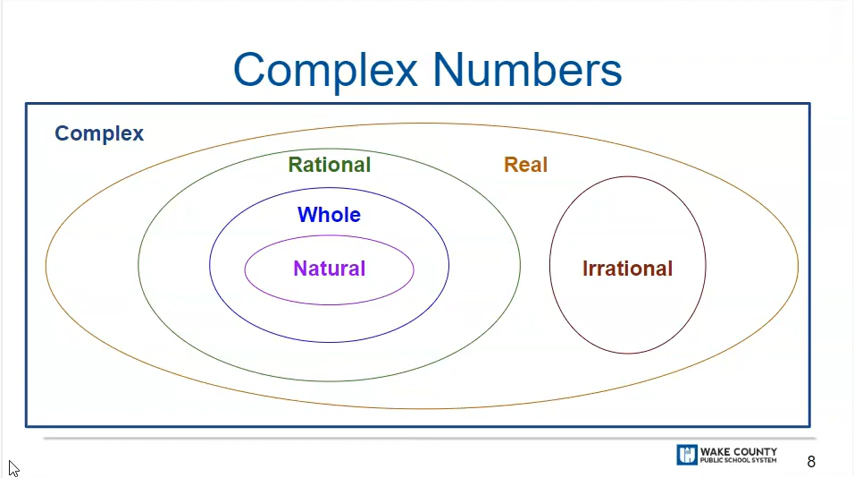 Complex Numbers
Complex
Rational
Real
Whole
Natural
Irrational
WAKE COUNTY
PUBLIC SCHOOL SYSTEM
8